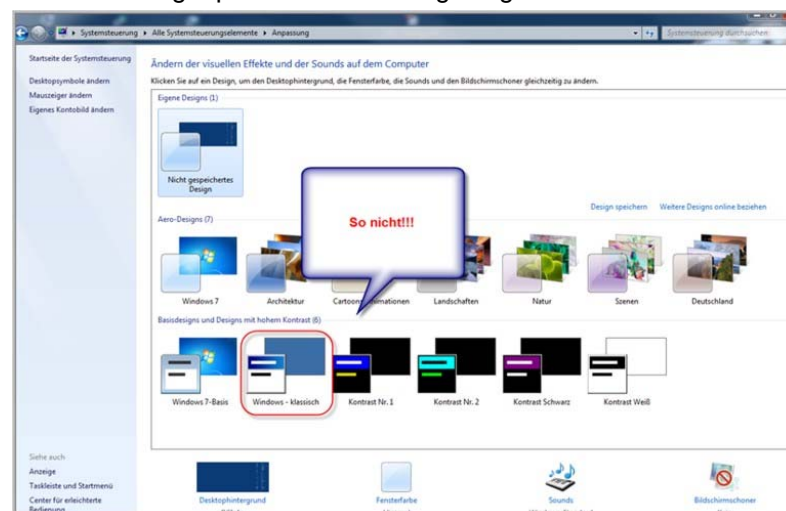 Systemsteuerung Alle Systemsteuerungselemente Anpassung
Systemsteuerung durchsuchen
Startseite der Systemsteuerung
Desktopsymbole ändern
Mauszeiger ändern
Eigenes Kontobild ändern
Ändern der visuellen Effekte und der Sounds auf dem Computer
Klicken Sie auf ein Design, um den Desktophintergrund, die Fensterfarbe, die Sounds und den Bildschirmschoner gleichzeitig zu ändern.
Eigene Designs (1)
Nicht gespeichertes
Design
So nicht!!!
Design speichern Weitere Designs online beziehen
Aero-Designs (7)
Windows 7 Architektur Landschaften Natur Szenen Deutschland
Basisdesigns und Designs mit hohem Kontrast (6)
Windows 7-Basis Windows - klassisch Kontrast Nr. 1 Kontrast Nr. 2 Kontrast Schwarz Kontrast Weiß
Siehe auch
Anzeige
Taskleiste und Startmenü
Center für erleichterte
Bedienung
Desktophintergrund Fensterfarbe Sounds Bildschirmschoner